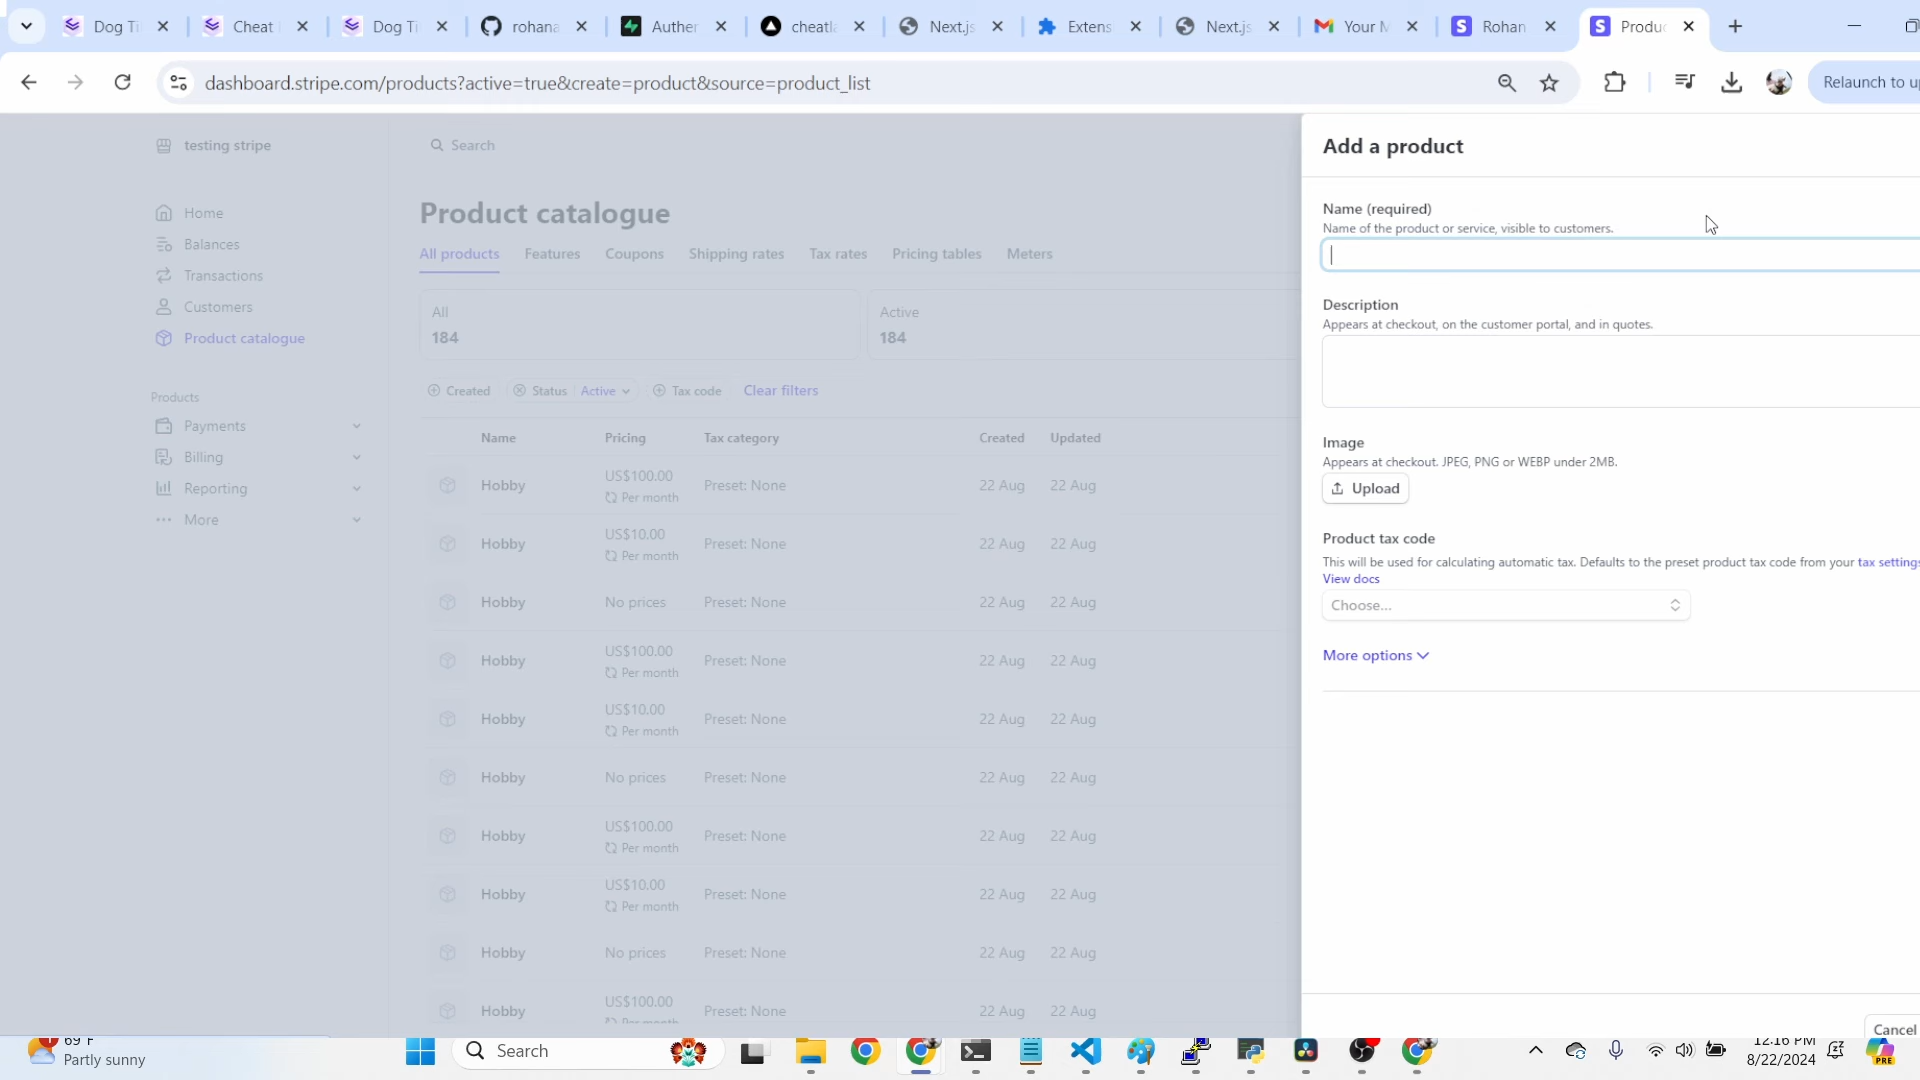 Dog Ti
Cheat
Dog Ti
rohana
Auther
cheatla
Next.js
Extens
Next.js
Your M
Rohan
Produc
dashboard.stripe.com/products?active=true&create=product&source=product_list
Relaunch to up
testing stripe
Search
Home
Balances
Transactions
Customers
Product catalogue
Products
Payments
Billing
Reporting
More
Product catalogue
All products Features Coupons Shipping rates Tax rates Pricing tables Meters
All
184
Active
184
Created Status Active Tax code Clear filters
Name Pricing Tax category Created Updated
Hobby US$100.00 Per month Preset: None 22 Aug 22 Aug
Hobby US$10.00 Per month Preset: None 22 Aug 22 Aug
Hobby No prices Preset: None 22 Aug 22 Aug
Hobby US$100.00 Per month Preset: None 22 Aug 22 Aug
Hobby US$10.00 Per month Preset: None 22 Aug 22 Aug
Hobby No prices Preset: None 22 Aug 22 Aug
Hobby US$100.00 Per month Preset: None 22 Aug 22 Aug
Hobby US$10.00 Per month Preset: None 22 Aug 22 Aug
Hobby No prices Preset: None 22 Aug 22 Aug
Hobby US$100.00 Per month Preset: None 22 Aug 22 Aug
Add a product
Name (required)
Name of the product or service, visible to customers.
Description
Appears at checkout, on the customer portal, and in quotes.
Image
Appears at checkout. JPEG, PNG or WEBP under 2MB.
Upload
Product tax code
This will be used for calculating automatic tax. Defaults to the preset product tax code from your tax settings
View docs
Choose...
More options
Cancel
69°F
Partly sunny
Search
12:16 PM
8/22/2024
PRE